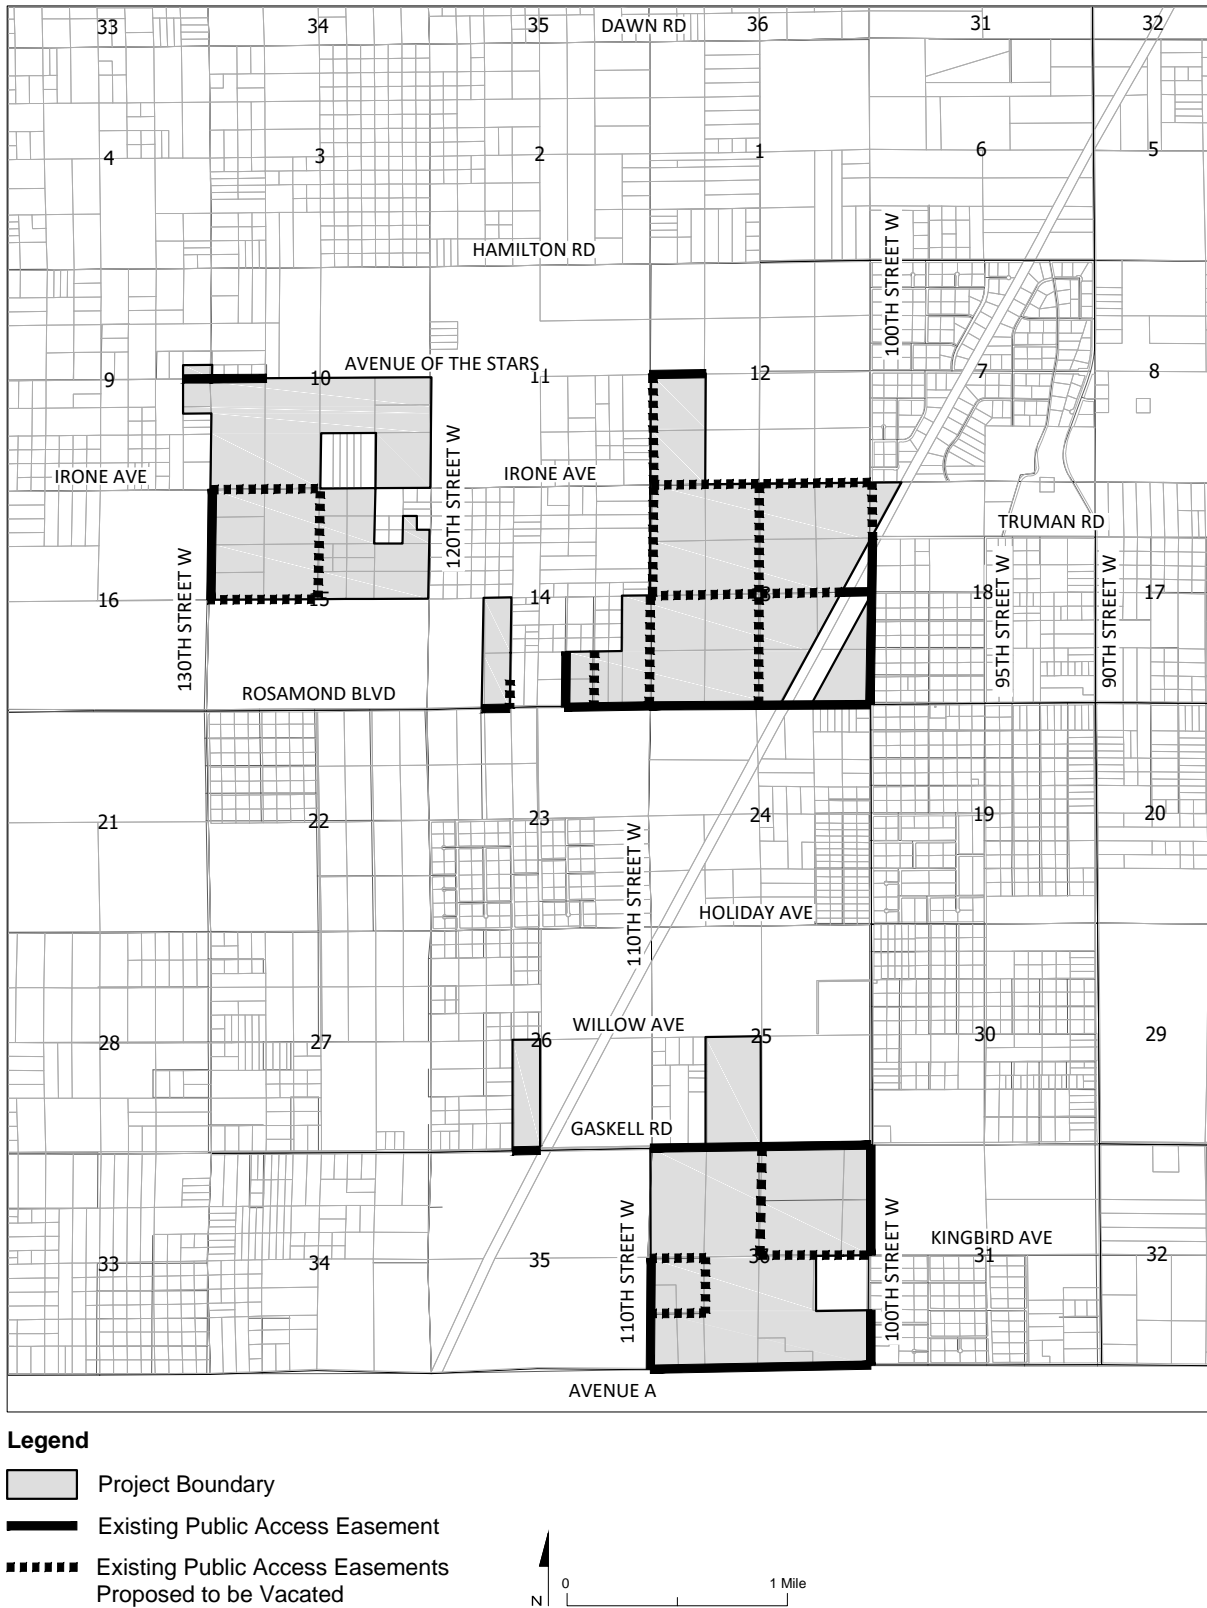 33 34 35 36 31 32
DAWN RD
4 3 2 1 6 5
HAMILTON RD
100TH STREET W
AVENUE OF THE STARS
9 10 11 12 7 8
120TH STREET W
IRONE AVE IRONE AVE
TRUMAN RD
130TH STREET W
95TH STREET W
90TH STREET W
16 15 14 13 18 17
ROSAMOND BLVD
21 22 23 24 19 20
110TH STREET W
HOLIDAY AVE
WILLOW AVE
28 27 26 25 30 29
GASKELL RD
110TH STREET W
100TH STREET W
KINGBIRD AVE
33 34 35 36 31 32
AVENUE A
Legend
Project Boundary
Existing Public Access Easement
Existing Public Access Easements
Proposed to be Vacated
N
0 1 Mile